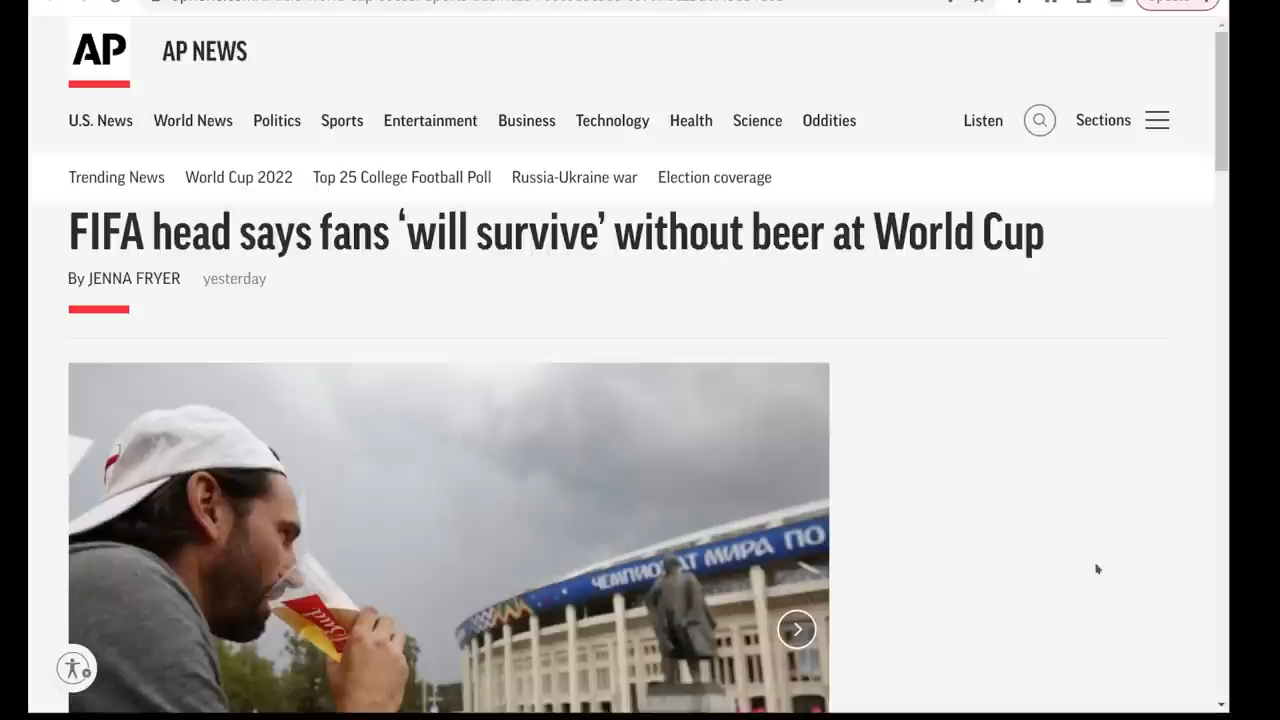 AP
AP NEWS
U.S. News World News Politics Sports Entertainment Business Technology Health Science Oddities
Listen Sections
Trending News World Cup 2022 Top 25 College Football Poll Russia-Ukraine war Election coverage
FIFA head says fans ‘will survive’ without beer at World Cup
By JENNA FRYER yesterday
ЧЕМПИОНАТ МИРА ПО
Bud